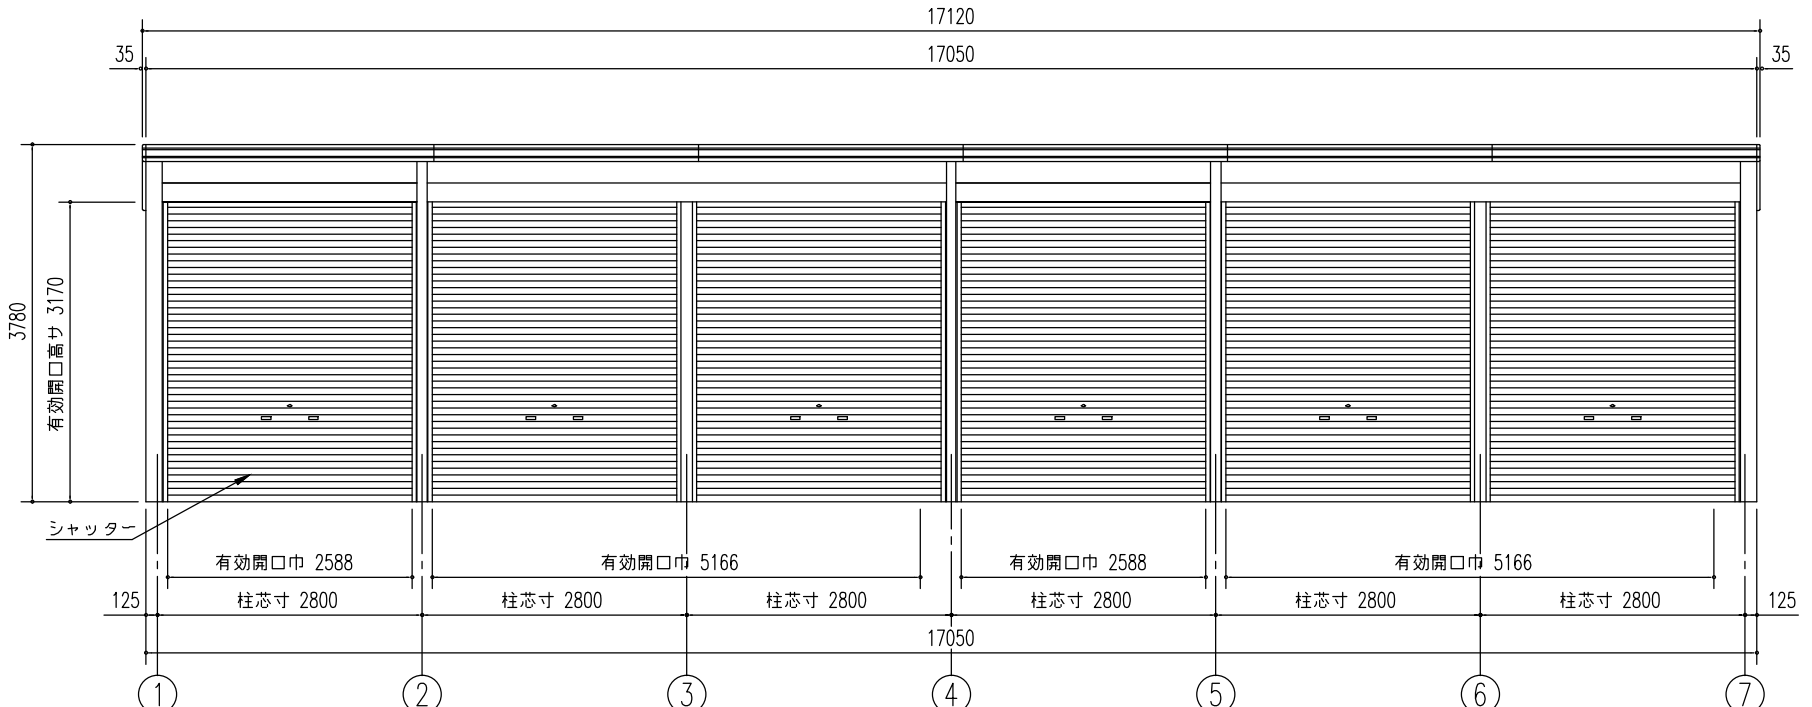 17120
35 17050 35
3780
有効開口高サ 3170
シャッター
有効開口巾 2588 有効開口巾 5166 有効開口巾 2588 有効開口巾 5166
125 柱芯寸 2800 柱芯寸 2800 柱芯寸 2800 柱芯寸 2800 柱芯寸 2800 柱芯寸 2800 125
17050
1 2 3 4 5 6 7